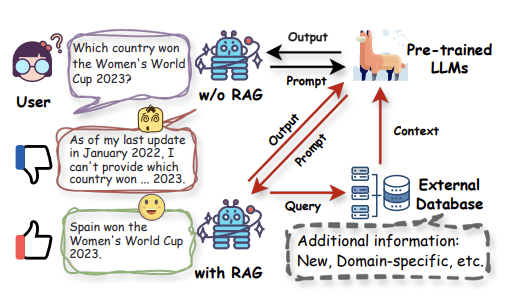 Which country won
the Women's World
Cup 2023?
User
w/o RAG
Output
Prompt
Pre-trained
LLMs
As of my last update
in January 2022, I
can't provide which
country won ... 2023.
Output
Prompt
Context
Spain won the
Women's World Cup
2023.
with RAG
Query
External
Database
Additional information:
New, Domain-specific, etc.